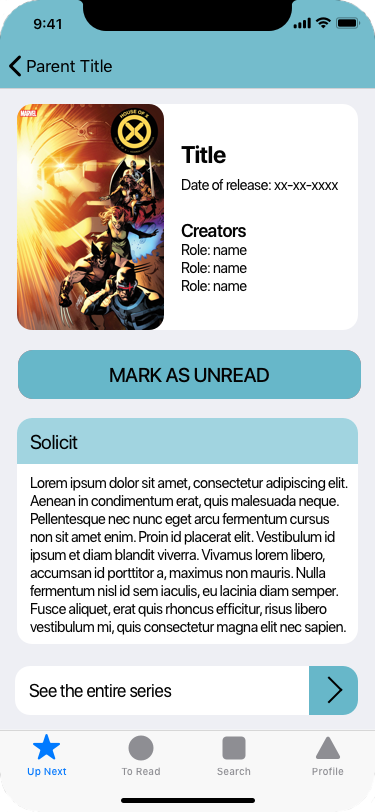 9:41
Parent Title
MARVEL
HOUSE OF X
Title
Date of release: xx-xx-xxxx
Creators
Role: name
Role: name
Role: name
MARK AS UNREAD
Solicit
Lorem ipsum dolor sit amet, consectetur adipiscing elit.
Aenean in condimentum erat, quis malesuada neque.
Pellentesque nec nunc eget arcu fermentum cursus
non sit amet enim. Proin id placerat elit. Vestibulum id
ipsum et diam blandit viverra. Vivamus lorem libero,
accumsan id porttitor a, maximus non mauris. Nulla
fermentum nisl id sem iaculis, eu lacinia diam semper.
Fusce aliquet, erat quis rhoncus efficitur, risus libero
vestibulum mi, quis consectetur magna elit nec sapien.
See the entire series
Up Next
To Read
Search
Profile